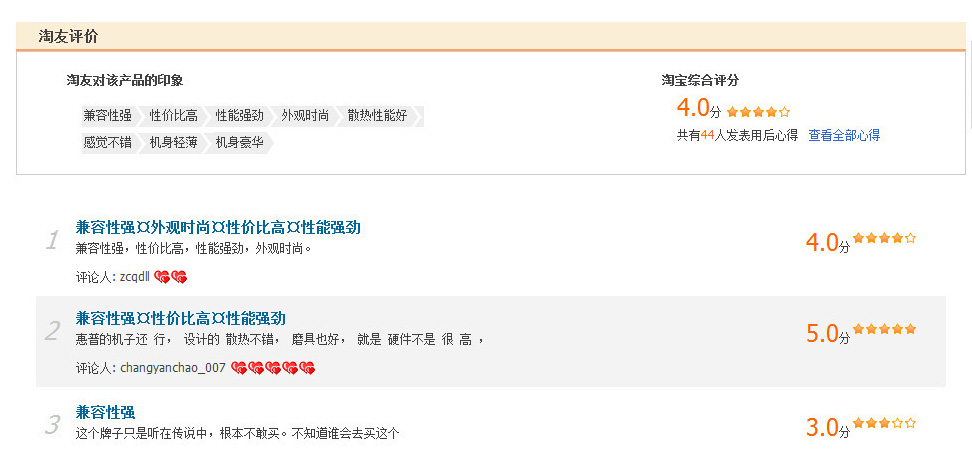 淘友评价
淘友对该产品的印象
淘宝综合评分
兼容性强 性价比高 性能强劲 外观时尚 散热性能好
4.0分
感觉不错 机身轻薄 机身豪华
共有44人发表用后心得 查看全部心得
1
兼容性强¤外观时尚¤性价比高¤性能强劲
兼容性强，性价比高，性能强劲，外观时尚。
4.0分
评论人: zcqdll
2
兼容性强¤性价比高¤性能强劲
惠普的机子还 行， 设计的 散热不错， 磨具也好， 就是 硬件不是 很 高 ，
5.0分
评论人: changyanchao_007
3
兼容性强
这个牌子只是听在传说中，根本不敢买。不知道谁会去买这个
3.0分